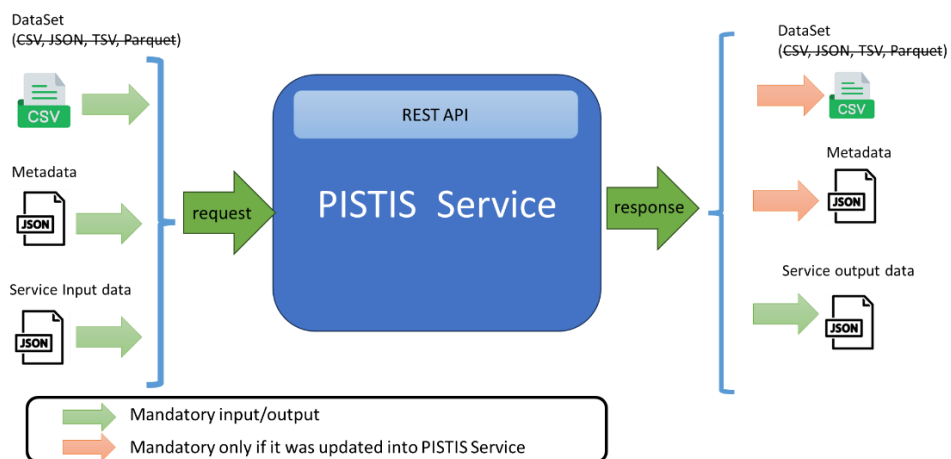 DataSet
(CSV, JSON, TSV, Parquet)
CSV
Metadada
JSON
Service Input data
JSON
request
REST API
PISTIS Service
response
DataSet
(CSV, JSON, TSV, Parquet)
CSV
Metadada
JSON
Service output data
JSON
Mandatory input/output
Mandatory only if it was updated into PISTIS Service